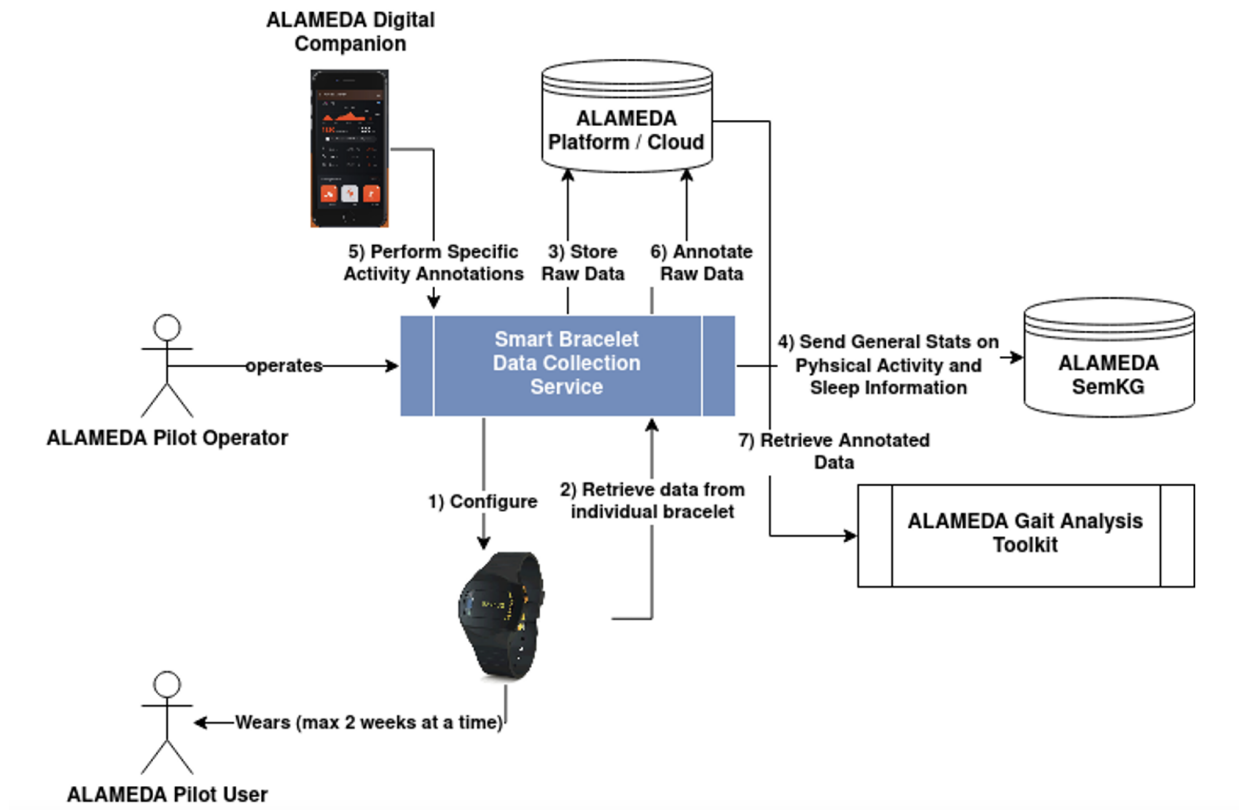 ALAMEDA Digital
Companion
ALAMEDA
Platform / Cloud
5) Perform Specific
Activity Annotations
3) Store
Raw Data
6) Annotate
Raw Data
Smart Bracelet
Data Collection
Service
operates
ALAMEDA Pilot Operator
4) Send General Stats on
Pyhsical Activity and
Sleep Information
ALAMEDA
SemKG
7) Retrieve Annotated
Data
1) Configure
2) Retrieve data from
individual bracelet
ALAMEDA Gait Analysis
Toolkit
Wears (max 2 weeks at a time)
ALAMEDA Pilot User